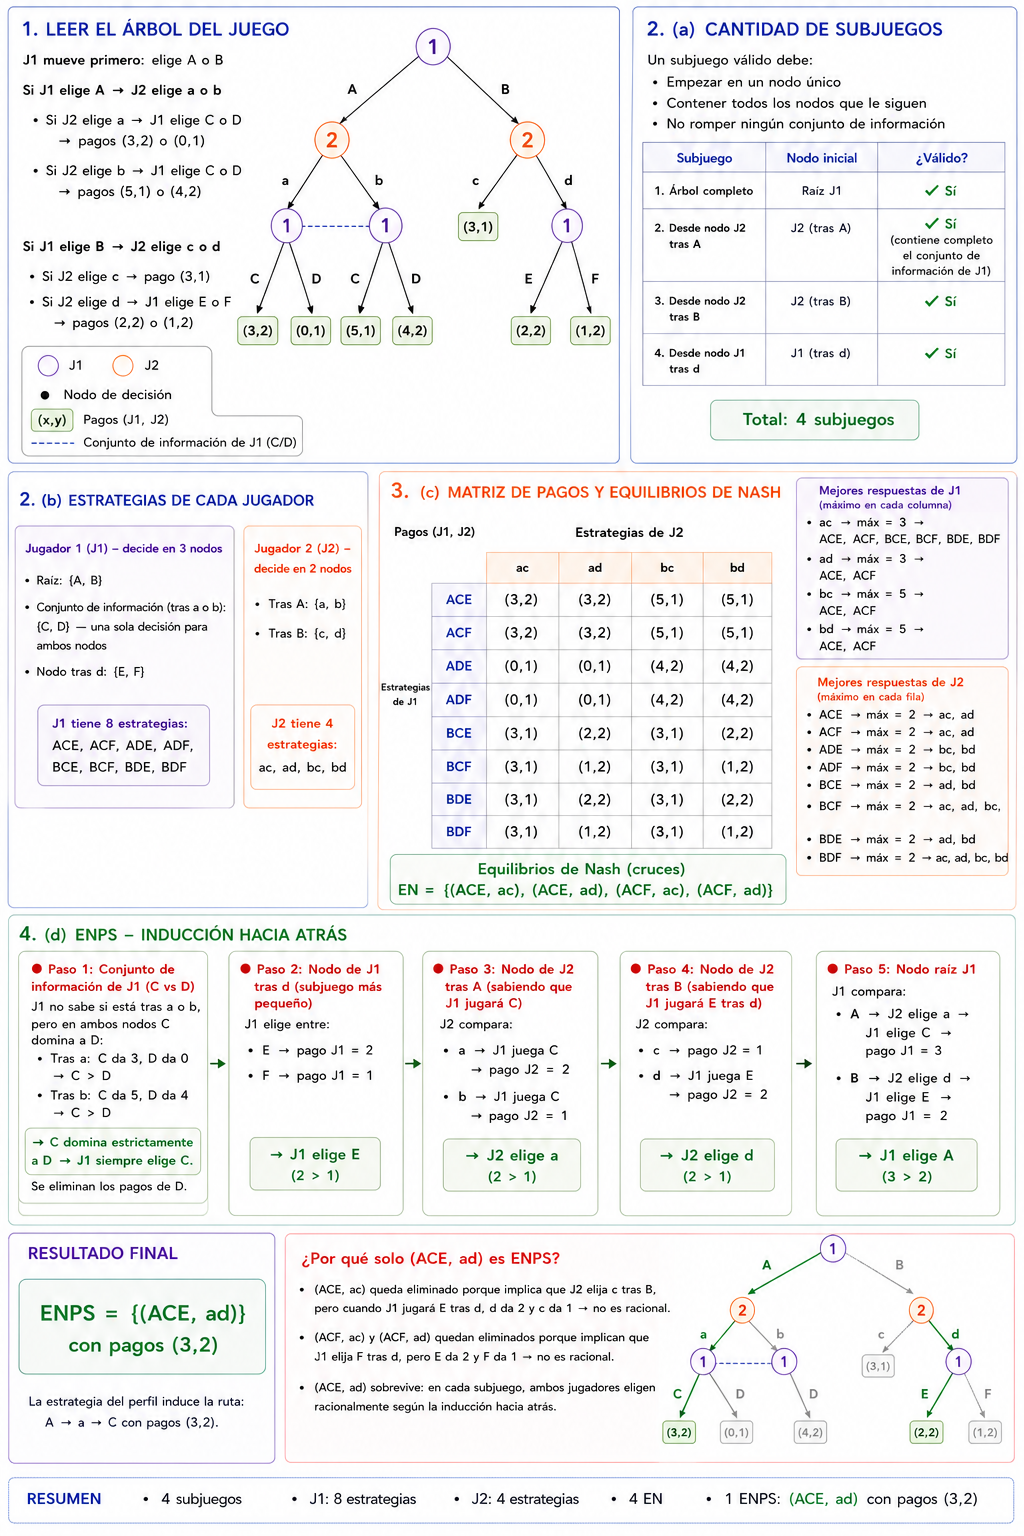 1. LEER EL ÁRBOL DEL JUEGO
J1 mueve primero: elige A o B
Si J1 elige A → J2 elige a o b
• Si J2 elige a → J1 elige C o D
→ pagos (3,2) o (0,1)
• Si J2 elige b → J1 elige C o D
→ pagos (5,1) o (4,2)
Si J1 elige B → J2 elige c o d
• Si J2 elige c → pago (3,1)
• Si J2 elige d → J1 elige E o F
→ pagos (2,2) o (1,2)
J1 J2
Nodo de decisión
(x,y) Pagos (J1, J2)
Conjunto de información de J1 (C/D)
1
A B
2 2
a b c d
1 1 (3,1) 1
C D C D E F
(3,2) (0,1) (5,1) (4,2) (2,2) (1,2)
2. (a) CANTIDAD DE SUBJUEGOS
Un subjuego válido debe:
• Empezar en un nodo único
• Contener todos los nodos que le siguen
• No romper ningún conjunto de información
Subjuego Nodo inicial ¿Válido?
1. Árbol completo Raíz J1 ✓ Sí
2. Desde nodo J2 J2 (tras A) ✓ Sí
tras A (contiene completo
el conjunto de
información de J1)
3. Desde nodo J2 J2 (tras B) ✓ Sí
tras B
4. Desde nodo J1 J1 (tras d) ✓ Sí
tras d
Total: 4 subjuegos
2. (b) ESTRATEGIAS DE CADA JUGADOR
Jugador 1 (J1) – decide en 3 nodos
• Raíz: {A, B}
• Conjunto de información (tras a o b):
{C, D} — una sola decisión para
ambos nodos
• Nodo tras d: {E, F}
J1 tiene 8 estrategias:
ACE, ACF, ADE, ADF,
BCE, BCF, BDE, BDF
Jugador 2 (J2) –
decide en 2 nodos
• Tras A: {a, b}
• Tras B: {c, d}
J2 tiene 4
estrategias:
ac, ad, bc, bd
3. (c) MATRIZ DE PAGOS Y EQUILIBRIOS DE NASH
Pagos (J1, J2) Estrategias de J2
ac ad bc bd
Estrategias
de J1
ACE (3,2) (3,2) (5,1) (5,1)
ACF (3,2) (3,2) (5,1) (5,1)
ADE (0,1) (0,1) (4,2) (4,2)
ADF (0,1) (0,1) (4,2) (4,2)
BCE (3,1) (2,2) (3,1) (2,2)
BCF (3,1) (1,2) (3,1) (1,2)
BDE (3,1) (2,2) (3,1) (2,2)
BDF (3,1) (1,2) (3,1) (1,2)
Equilibrios de Nash (cruces)
EN = {(ACE, ac), (ACE, ad), (ACF, ac), (ACF, ad)}
Mejores respuestas de J1
(máximo en cada columna)
• ac → máx = 3 →
ACE, ACF, BCE, BCF, BDE, BDF
• ad → máx = 3 →
ACE, ACF
• bc → máx = 5 →
ACE, ACF
• bd → máx = 5 →
ACE, ACF
Mejores respuestas de J2
(máximo en cada fila)
• ACE → máx = 2 → ac, ad
• ACF → máx = 2 → ac, ad
• ADE → máx = 2 → bc, bd
• ADF → máx = 2 → bc, bd
• BCE → máx = 2 → ad, bd
• BCF → máx = 2 → ac, ad, bc,
• BDE → máx = 2 → ad, bd
• BDF → máx = 2 → ac, ad, bc, bd
4. (d) ENPS – INDUCCIÓN HACIA ATRÁS
Paso 1: Conjunto de
información de J1 (C vs D)
J1 no sabe si está tras a o b,
pero en ambos nodos C
domina a D:
• Tras a: C da 3, D da 0
→ C > D
• Tras b: C da 5, D da 4
→ C > D
→ C domina estrictamente
a D → J1 siempre elige C.
Se eliminan los pagos de D.
Paso 2: Nodo de J1
tras d (subjuego más
pequeño)
J1 elige entre:
• E → pago J1 = 2
• F → pago J1 = 1
→ J1 elige E
(2 > 1)
Paso 3: Nodo de J2
tras A (sabiendo que
J1 jugará C)
J2 compara:
• a → J1 juega C
→ pago J2 = 2
• b → J1 juega C
→ pago J2 = 1
→ J2 elige a
(2 > 1)
Paso 4: Nodo de J2
tras B (sabiendo que
J1 jugará E tras d)
J2 compara:
• c → pago J2 = 1
• d → J1 juega E
→ pago J2 = 2
→ J2 elige d
(2 > 1)
Paso 5: Nodo raíz J1
J1 compara:
• A → J2 elige a →
J1 elige C →
pago J1 = 3
• B → J2 elige d →
J1 elige E →
pago J1 = 2
→ J1 elige A
(3 > 2)
RESULTADO FINAL
ENPS = {(ACE, ad)}
con pagos (3,2)
La estrategia del perfil induce la ruta:
A → a → C con pagos (3,2).
¿Por qué solo (ACE, ad) es ENPS?
• (ACE, ac) queda eliminado porque implica que J2 elija c tras B,
pero cuando J1 jugará E tras d, d da 2 y c da 1 → no es racional.
• (ACF, ac) y (ACF, ad) quedan eliminados porque implican que
J1 elija F tras d, pero E da 2 y F da 1 → no es racional.
• (ACE, ad) sobrevive: en cada subjuego, ambos jugadores eligen
racionalmente según la inducción hacia atrás.
1
A B
2 2
a b c d
1 1 (3,1) 1
C D D E F
(3,2) (0,1) (4,2) (2,2) (1,2)
RESUMEN • 4 subjuegos • J1: 8 estrategias • J2: 4 estrategias • 4 EN • 1 ENPS: (ACE, ad) con pagos (3,2)